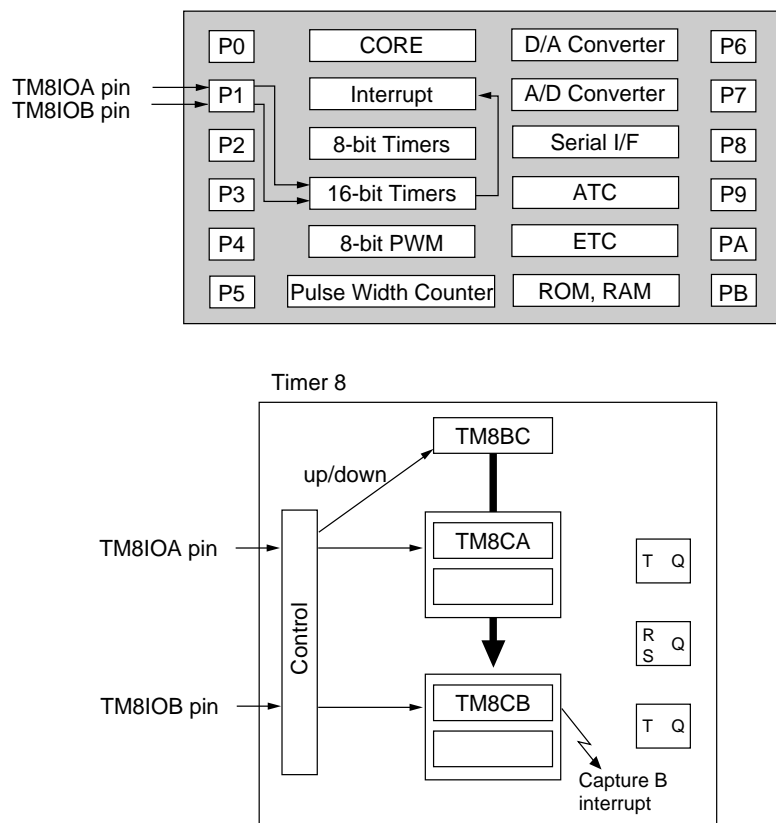 P0 CORE D/A Converter P6
TM8IOA pin
P1 Interrupt A/D Converter P7
TM8IOB pin
P2 8-bit Timers Serial I/F P8
P3 16-bit Timers ATC P9
P4 8-bit PWM ETC PA
P5 Pulse Width Counter ROM, RAM PB
Timer 8
TM8BC
up/down
TM8IOA pin
TM8CA
T Q
Control
R
S Q
TM8IOB pin
TM8CB
T Q
Capture B
interrupt